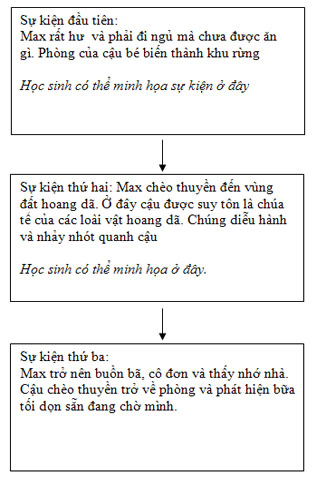 Sự kiện đầu tiên:
Max rất hư và phải đi ngủ mà chưa được ăn
gì. Phòng của cậu bé biến thành khu rừng
Học sinh có thể minh họa sự kiện ở đây
Sự kiện thứ hai: Max chèo thuyền đến vùng
đất hoang dã. Ở đây cậu được suy tôn là chúa
tể của các loài vật hoang dã. Chúng diễu hành
và nhảy nhót quanh cậu
Học sinh có thể minh họa ở đây.
Sự kiện thứ ba:
Max trở nên buồn bã, cô đơn và thấy nhớ nhà.
Cậu chèo thuyền trở về phòng và phát hiện bữa
tối dọn sẵn đang chờ mình.